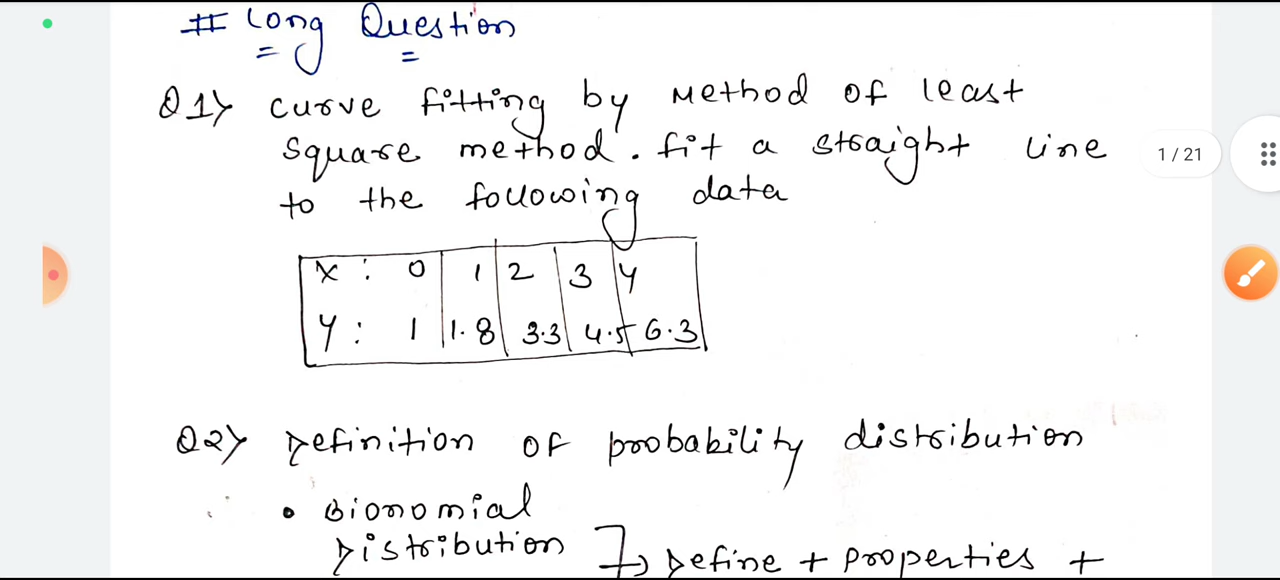 # Long Question
Q1> curve fitting by Method of least
square method. fit a straight line
to the following data
1 / 21
X : 0 1 2 3 4
Y : 1 1.8 3.3 4.5 6.3
Q2> Definition of probability distribution
• Bionomial
Distribution → Define + properties +